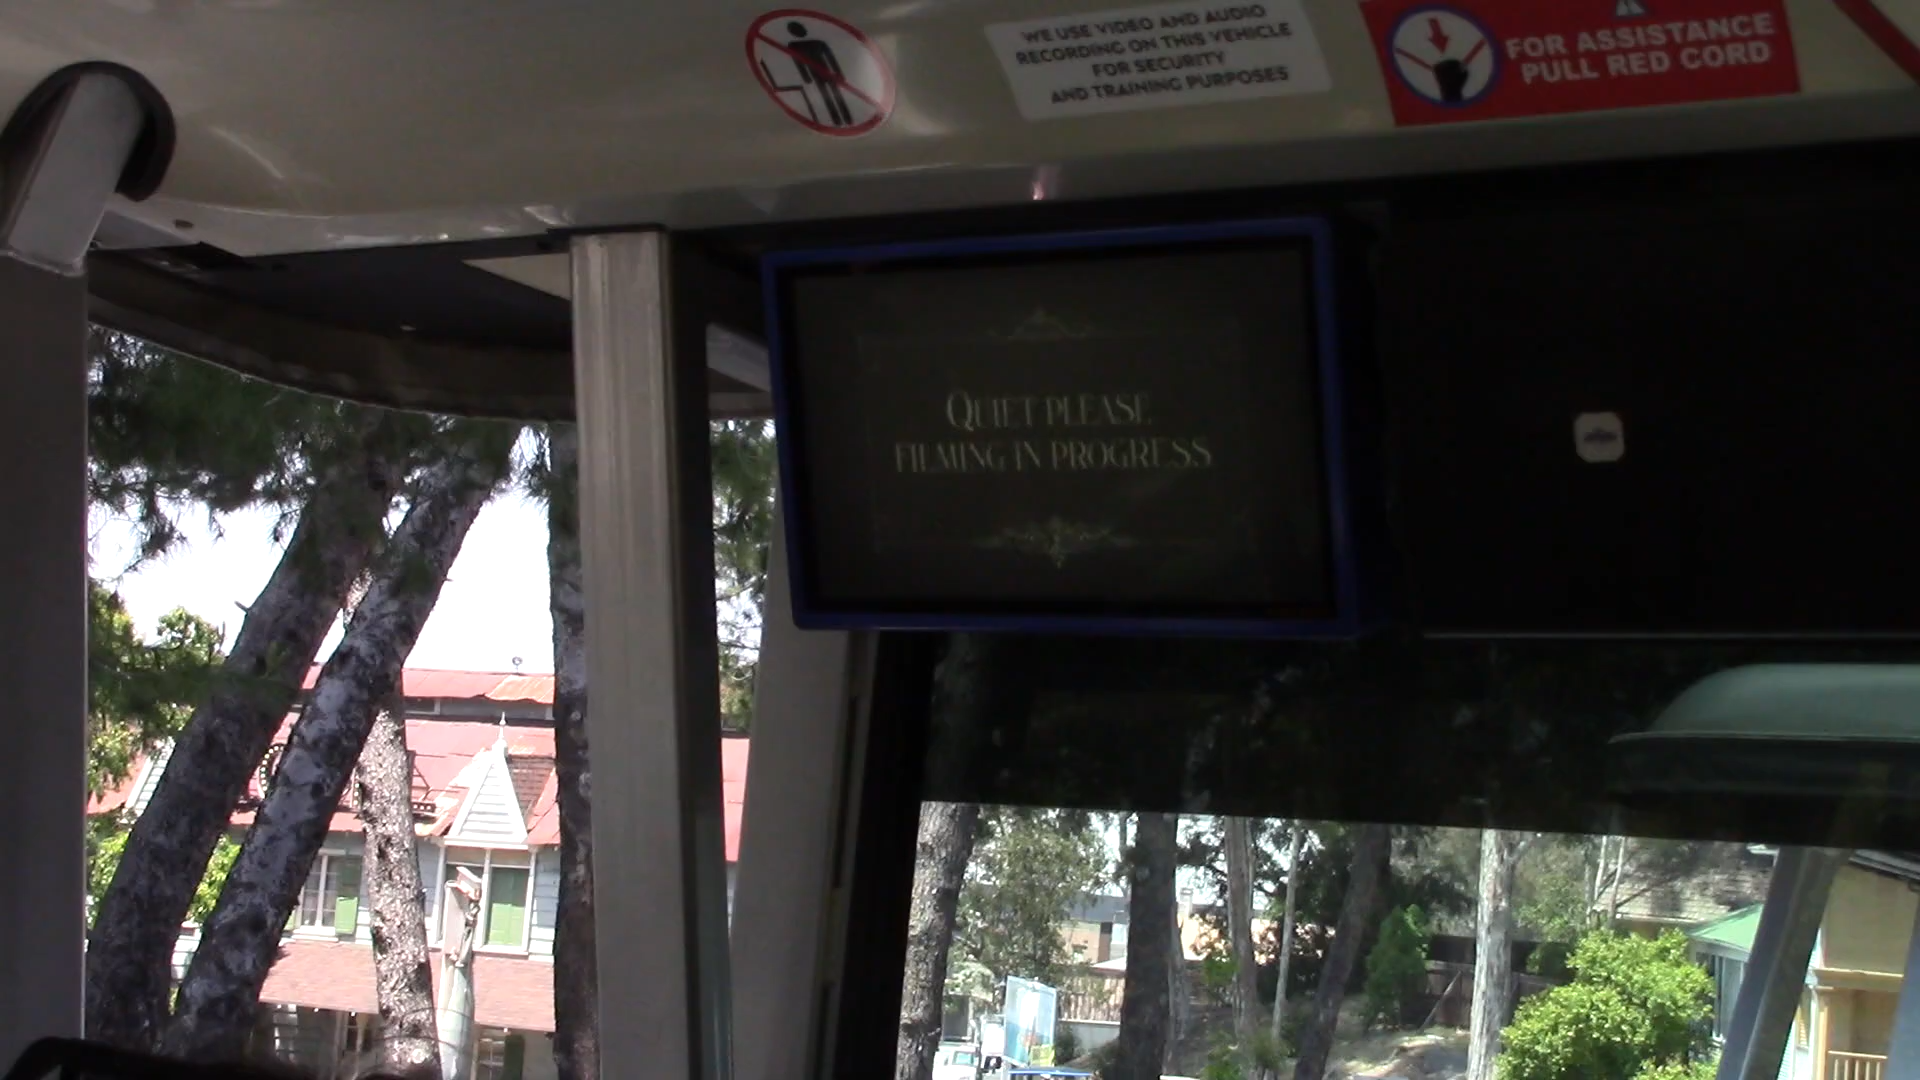 WE USE VIDEO AND AUDIO
RECORDING ON THIS VEHICLE
FOR SECURITY
AND TRAINING PURPOSES
FOR ASSISTANCE
PULL RED CORD
QUIET PLEASE
FILMING IN PROGRESS